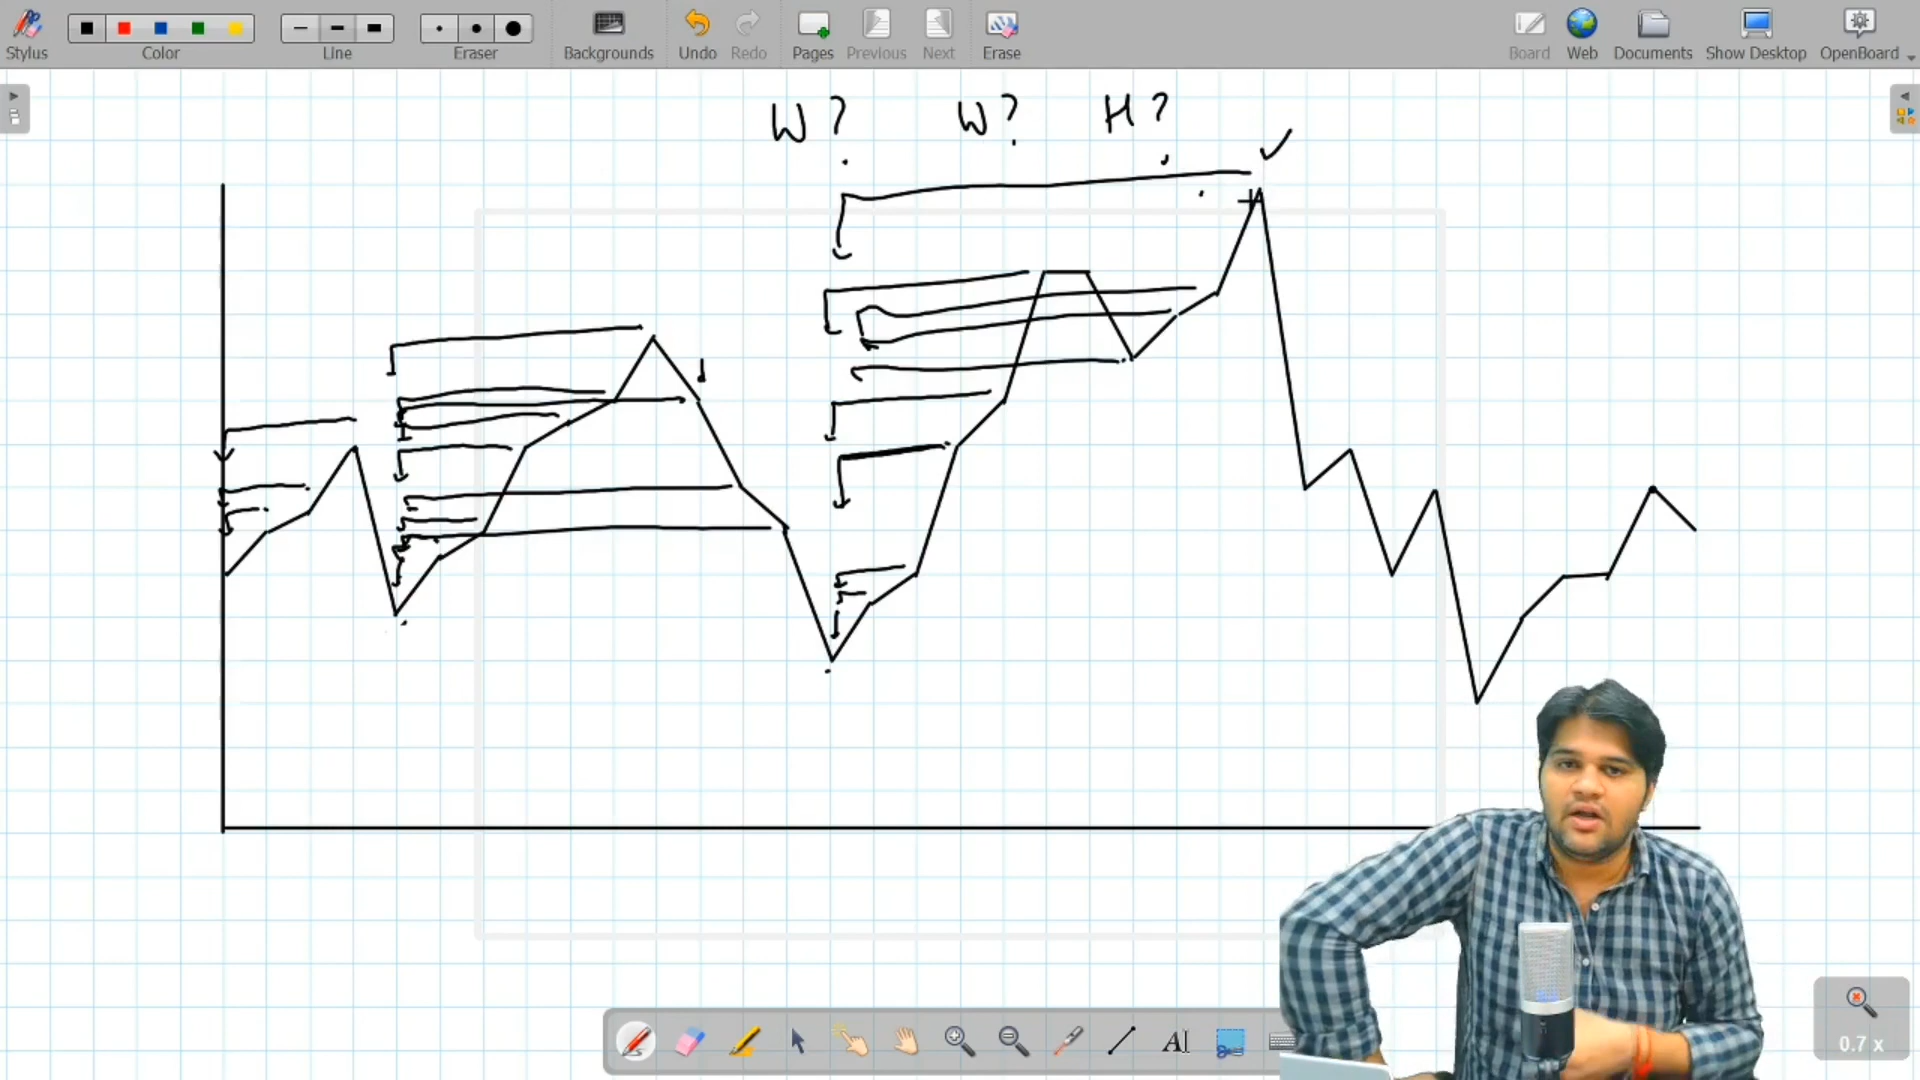 Stylus Color Line Eraser Backgrounds Undo Redo Pages Previous Next Erase Board Web Documents Show Desktop OpenBoard
W? W? H?
AI
0.7 x